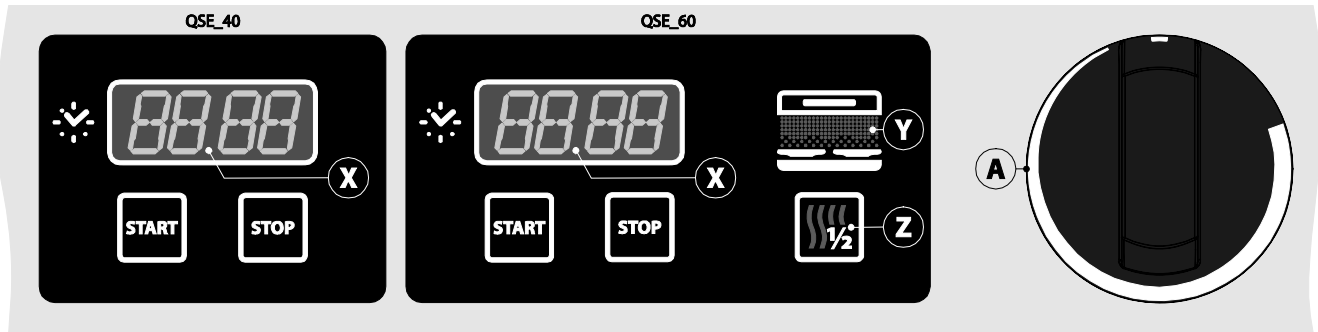 QSE_40
88 88
X
START
STOP
QSE_60
88 88
X
START
STOP
Y
½
Z
A